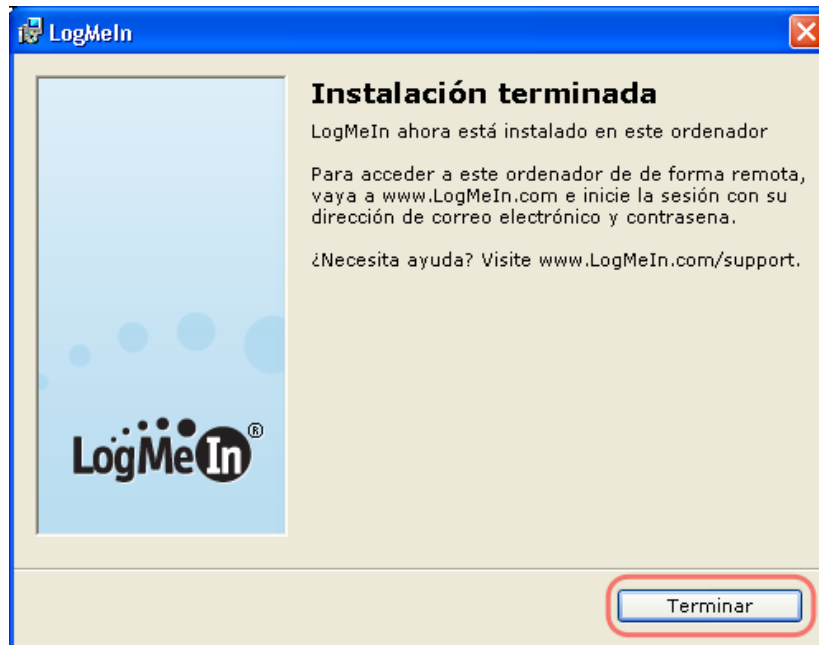 LogMeIn
Instalación terminada
LogMeIn ahora está instalado en este ordenador
Para acceder a este ordenador de de forma remota,
vaya a www.LogMeIn.com e inicie la sesión con su
dirección de correo electrónico y contrasena.
¿Necesita ayuda? Visite www.LogMeIn.com/support.
LogMeIn®
Terminar